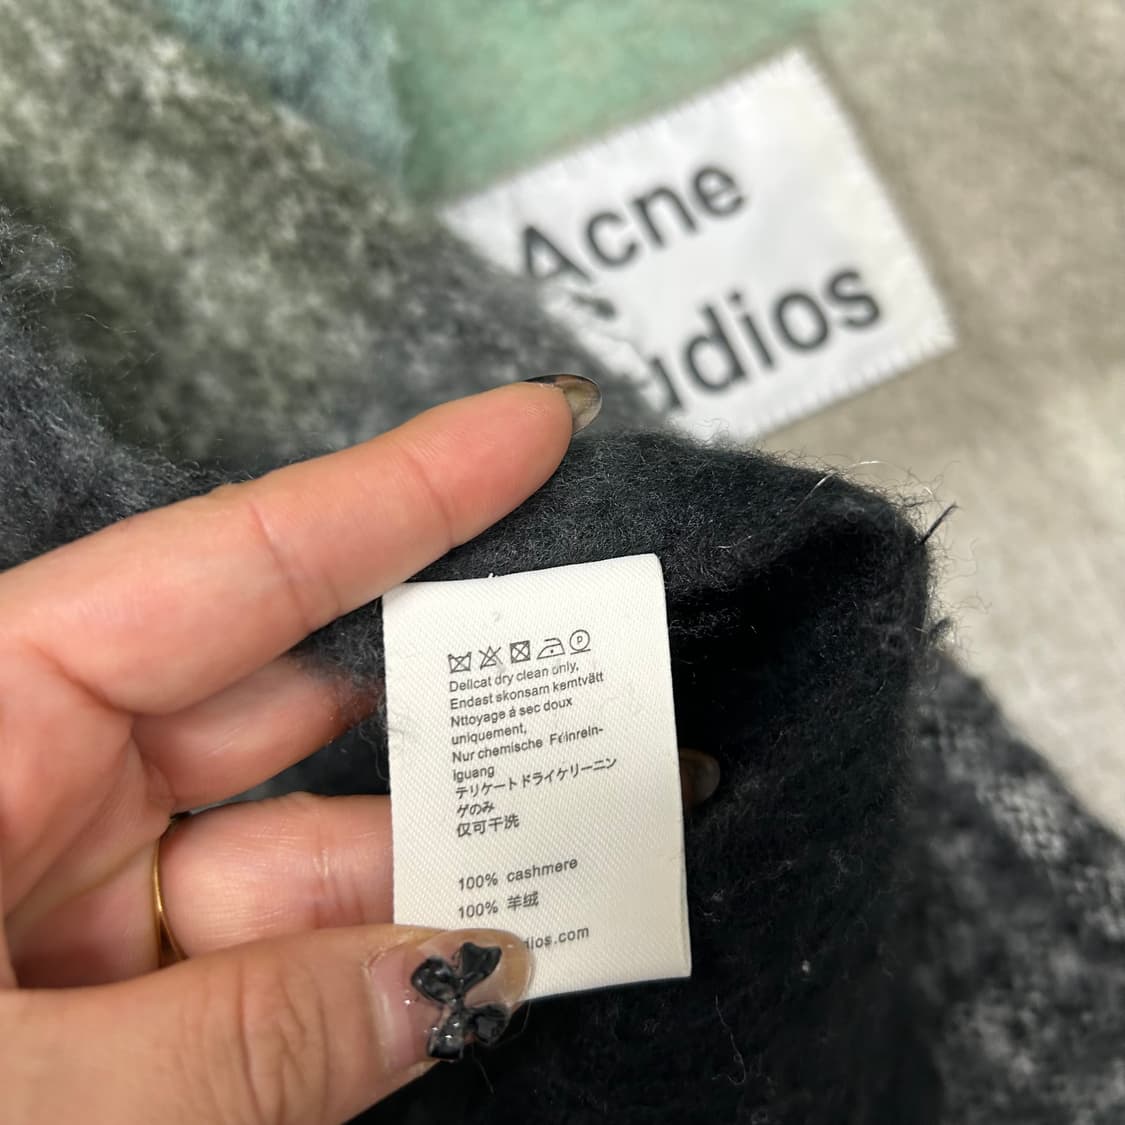 Acne
udios
Delicat dry clean only,
Endast skonsam kemtvätt
Nttoyage á sec doux
uniquement,
Nur chemische Feinrein-
iguang
テリケートドライケリーニン
ゲのみ
仅可干洗
100% cashmere
100% 羊绒
dios.com